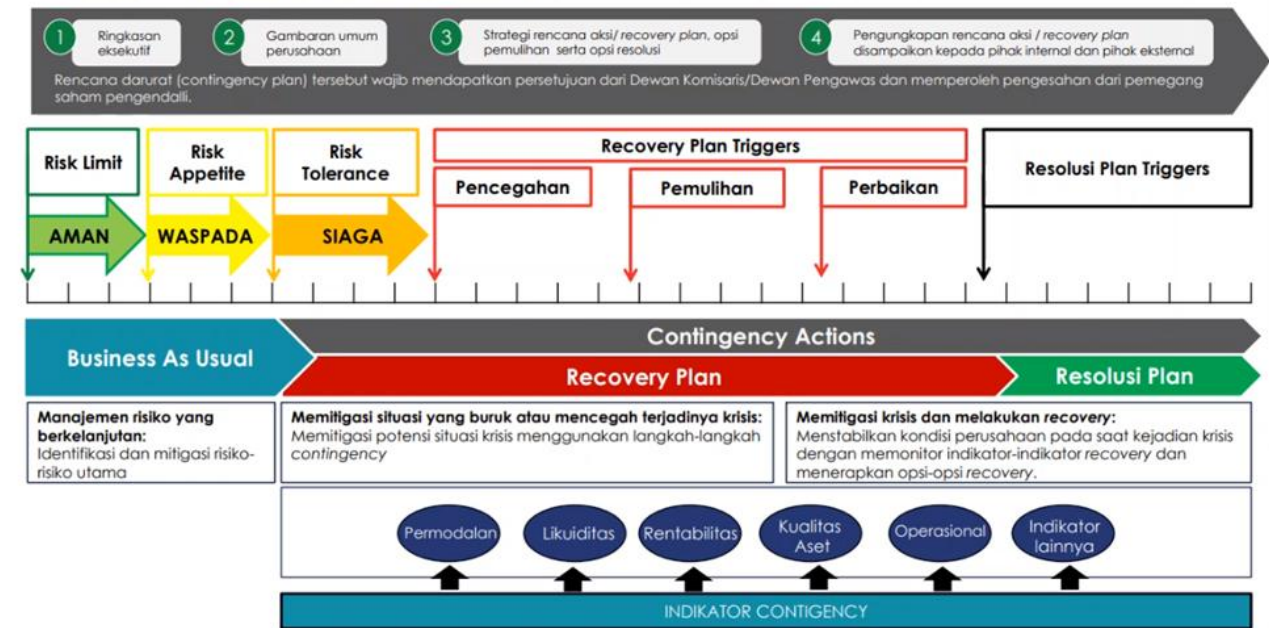 1
Ringkasan
eksekutif
2
Gambaran umum
perusahaan
3
Strategi rencana aksi/ recovery plan, opsi
pemulihan serta opsi resolusi
4
Pengungkapan rencana aksi / recovery plan
disampaikan kepada pihak internal dan pihak eksternal
Rencana darurat (contingency plan) tersebut wajib mendapatkan persetujuan dari Dewan Komisaris/Dewan Pengawas dan memperoleh pengesahan dari pemegang
saham pengendalli.
Risk Limit
Risk
Appetite
Risk
Tolerance
Recovery Plan Triggers
Pencegahan
Pemulihan
Perbaikan
Resolusi Plan Triggers
AMAN
WASPADA
SIAGA
Business As Usual
Contingency Actions
Recovery Plan
Resolusi Plan
Manajemen risiko yang
berkelanjutan:
Identifikasi dan mitigasi risiko-
risiko utama
Memitigasi situasi yang buruk atau mencegah terjadinya krisis:
Memitigasi potensi situasi krisis menggunakan langkah-langkah
contingency
Memitigasi krisis dan melakukan recovery:
Menstabilkan kondisi perusahaan pada saat kejadian krisis
dengan memonitor indikator-indikator recovery dan
menerapkan opsi-opsi recovery.
Permodalan
Likuiditas
Rentabilitas
Kualitas
Aset
Operasional
Indikator
lainnya
INDIKATOR CONTIGENCY